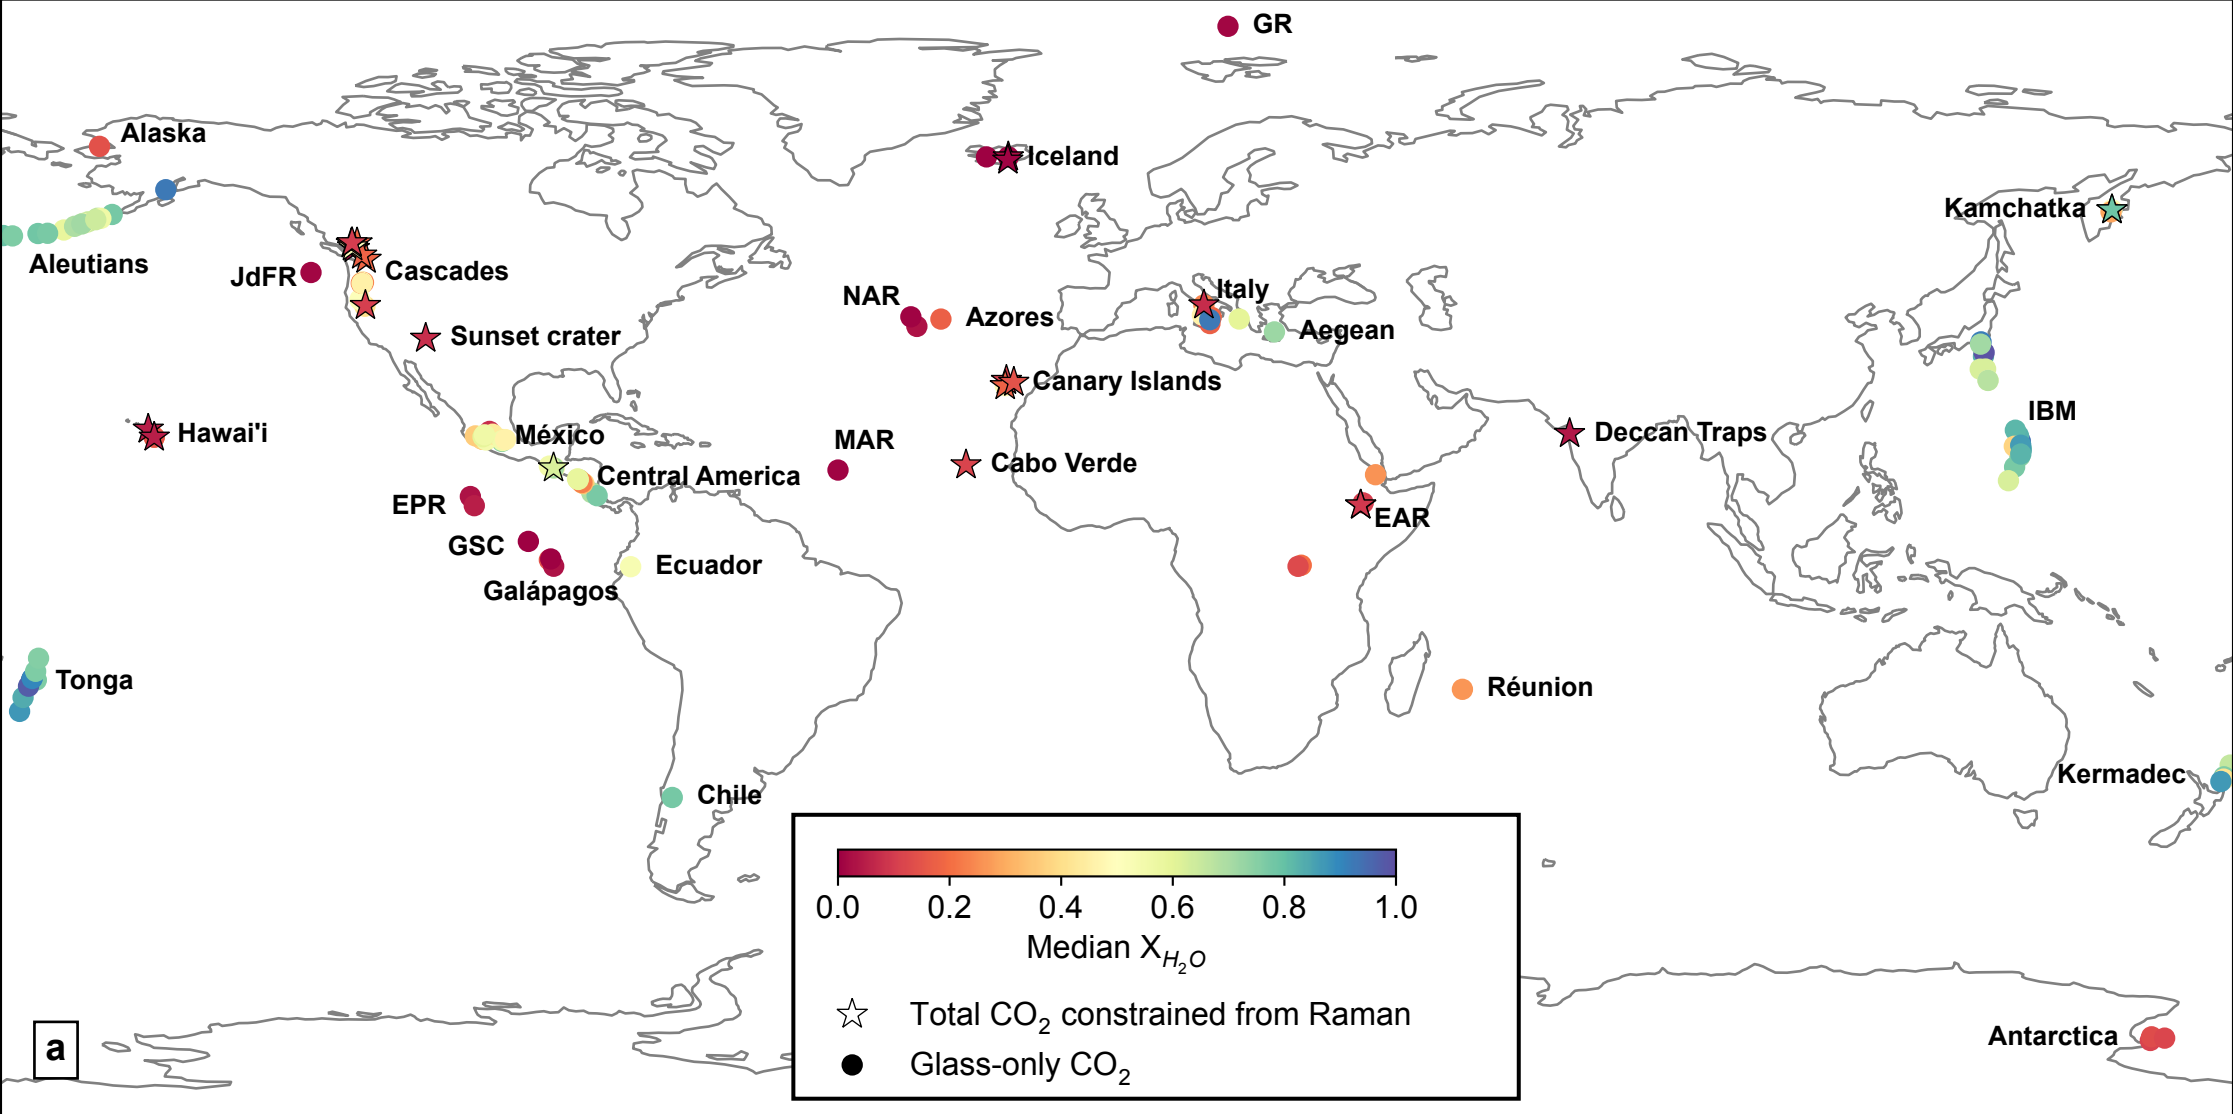 GR
Alaska
Iceland
Kamchatka
Aleutians
JdFR
Cascades
NAR
Azores
Italy
Aegean
Sunset crater
Canary Islands
IBM
Hawai'i
México
MAR
Deccan Traps
Cabo Verde
Central America
EPR
EAR
GSC
Ecuador
Galápagos
Tonga
Réunion
Kermadec
Chile
0.0 0.2 0.4 0.6 0.8 1.0
Median X_{H_2O}
Total CO₂ constrained from Raman
Glass-only CO₂
Antarctica
a